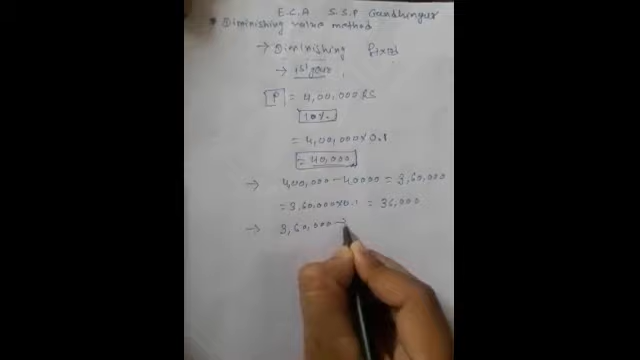 E.C.A S.S.P Gandhinagar
* Diminishing value method
→ Diminishing fixed
→ 1st year,
P = 4,00,000 RS
10%.
= 4,00,000 x 0.1
= 40,000
→ 4,00,000 - 40000 = 3,60,000
= 3,60,000 x 0.1 = 36,000
→ 3,60,000 -